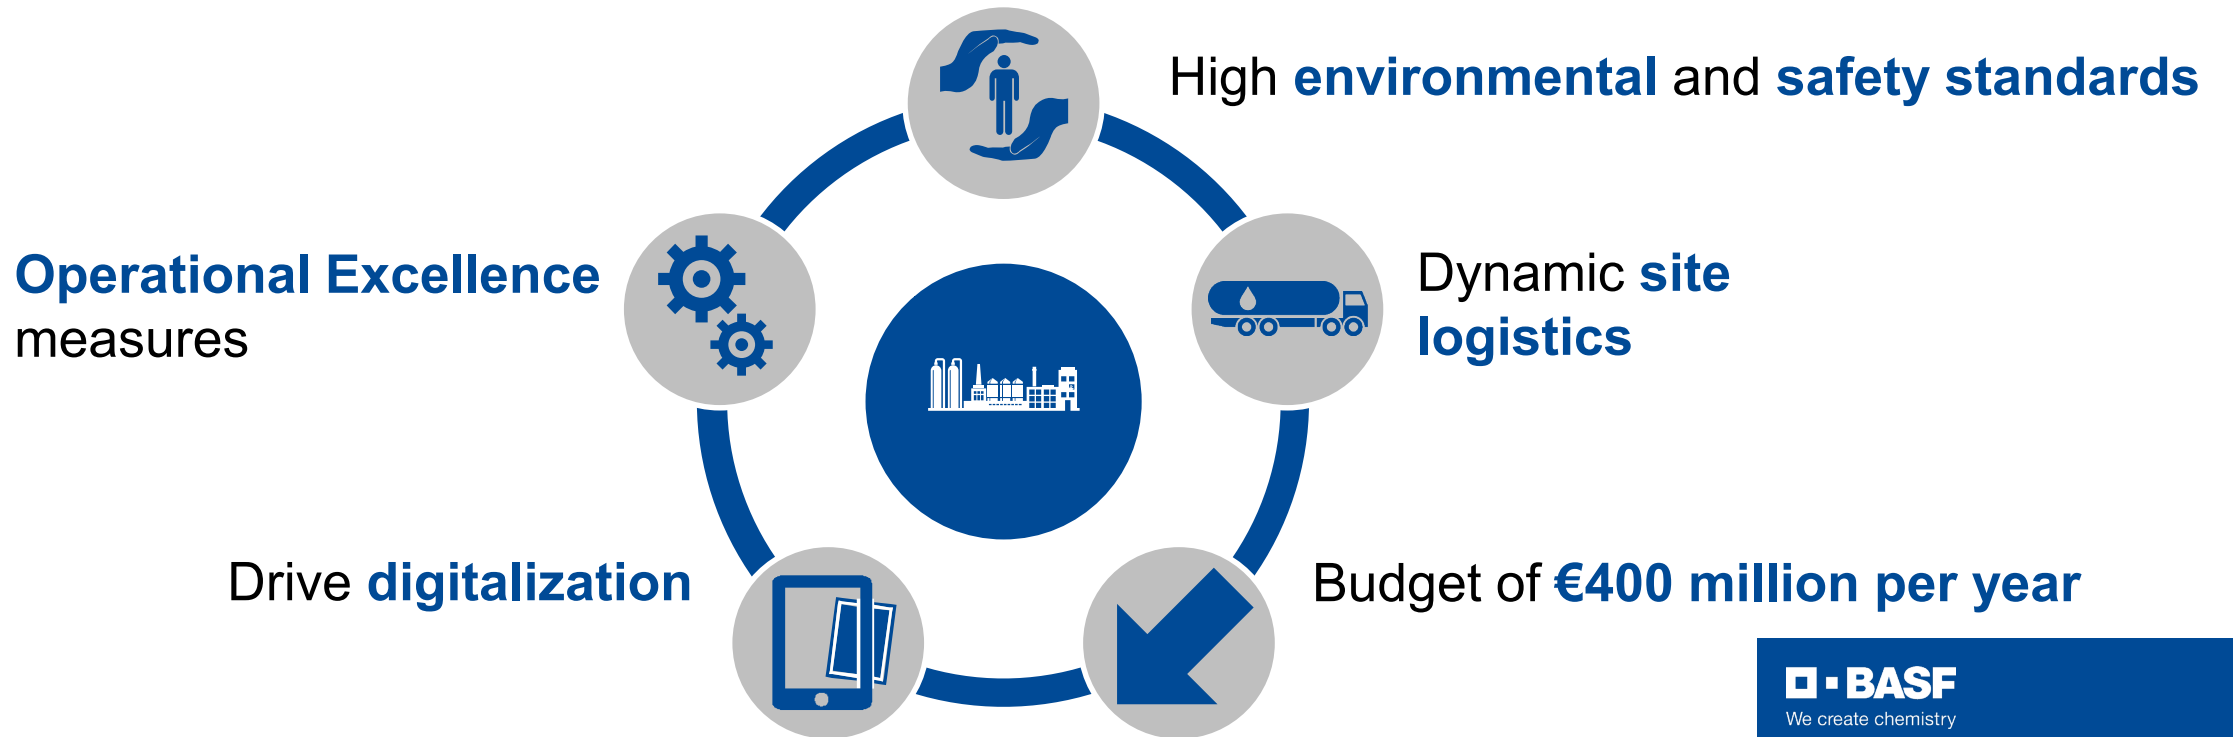 High environmental and safety standards
Operational Excellence
measures
Dynamic site
logistics
Drive digitalization
Budget of €400 million per year
BASF
We create chemistry